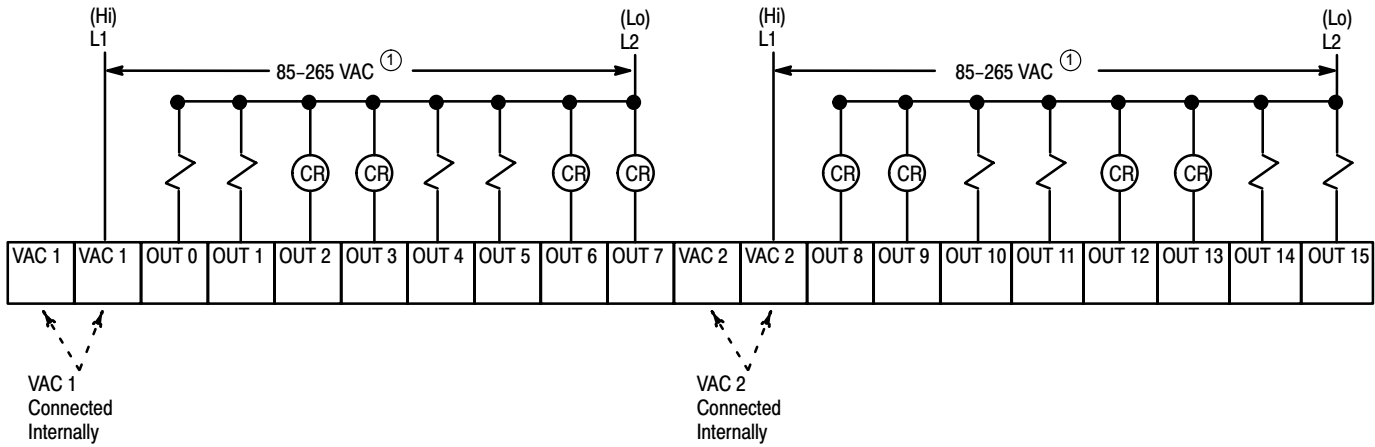 (Hi)
L1
(Lo)
L2
(Hi)
L1
(Lo)
L2
85–265 VAC ①
85–265 VAC ①
CR CR CR CR CR CR CR CR
VAC 1 VAC 1 OUT 0 OUT 1 OUT 2 OUT 3 OUT 4 OUT 5 OUT 6 OUT 7 VAC 2 VAC 2 OUT 8 OUT 9 OUT 10 OUT 11 OUT 12 OUT 13 OUT 14 OUT 15
VAC 1
Connected
Internally
VAC 2
Connected
Internally